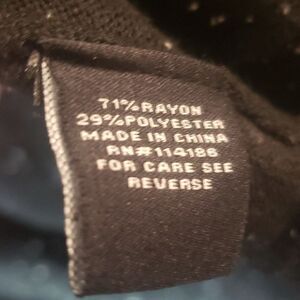 71%RAYON
29%POLYESTER
MADE IN CHINA
RN#114186
FOR CARE SEE
REVERSE